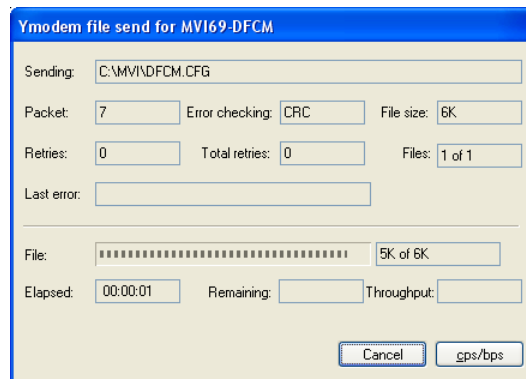 Ymodem file send for MVI69-DFCM
Sending: C:\MVI\DFCM.CFG
Packet: 7 Error checking: CRC File size: 6K
Retries: 0 Total retries: 0 Files: 1 of 1
Last error:
File: 5K of 6K
Elapsed: 00:00:01 Remaining: Throughput:
Cancel cps/bps